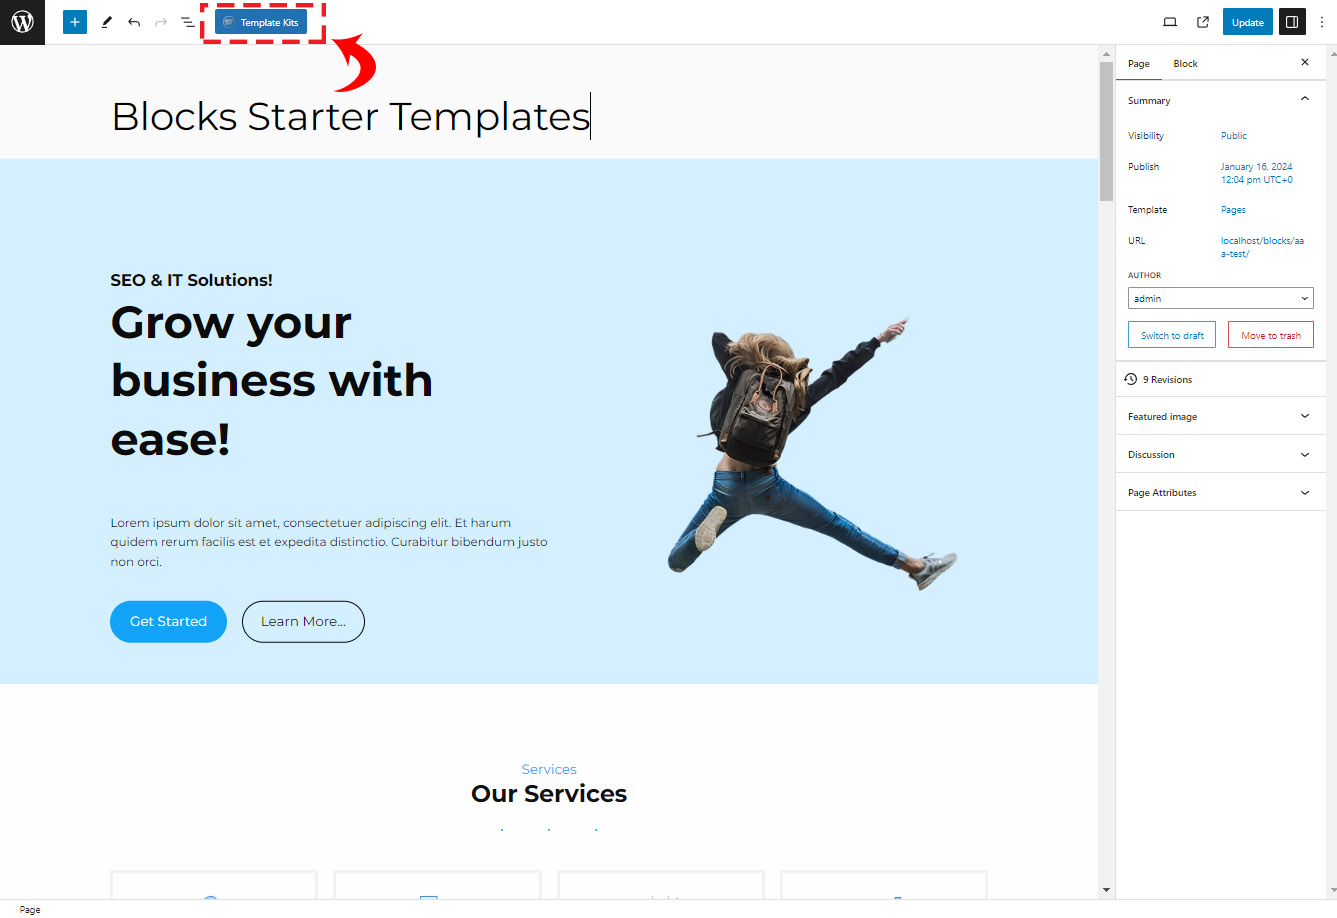 Template Kits
Update
Blocks Starter Templates
SEO & IT Solutions!
Grow your
business with
ease!
Lorem ipsum dolor sit amet, consectetuer adipiscing elit. Et harum
quidem rerum facilis est et expedita distinctio. Curabitur bibendum justo
non orci.
Get Started
Learn More...
Services
Our Services
Page
Block
Summary
Visibility
Public
Publish
January 16, 2024
12:04 pm UTC+0
Template
Pages
URL
localhost/blocks/aa
a-test/
AUTHOR
admin
Switch to draft
Move to trash
9 Revisions
Featured image
Discussion
Page Attributes
Page